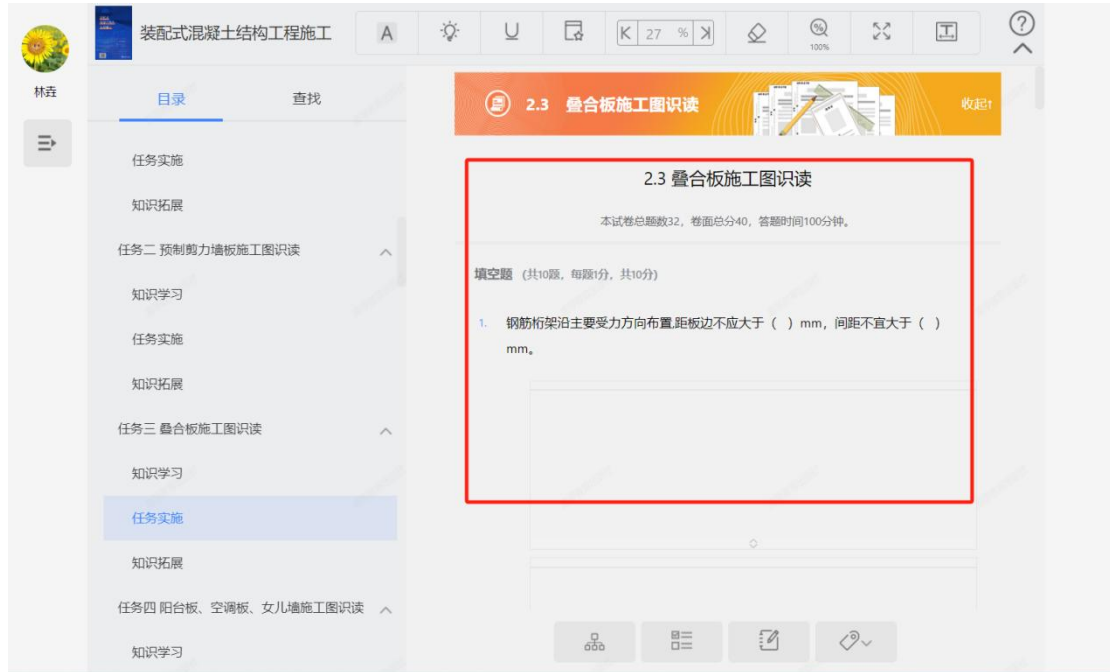 装配式混凝土结构工程施工
A
U
27 %
100%
?
林垚
目录
查找
任务实施
知识拓展
任务二 预制剪力墙板施工图识读
知识学习
任务实施
知识拓展
任务三 叠合板施工图识读
知识学习
任务实施
知识拓展
任务四 阳台板、空调板、女儿墙施工图识读
知识学习
2.3 叠合板施工图识读
收起↑
2.3 叠合板施工图识读
本试卷总题数32，卷面总分40，答题时间100分钟。
填空题 (共10题，每题1分，共10分)
1. 钢筋桁架沿主要受力方向布置,距板边不应大于（ ）mm，间距不宜大于（ ）
mm。